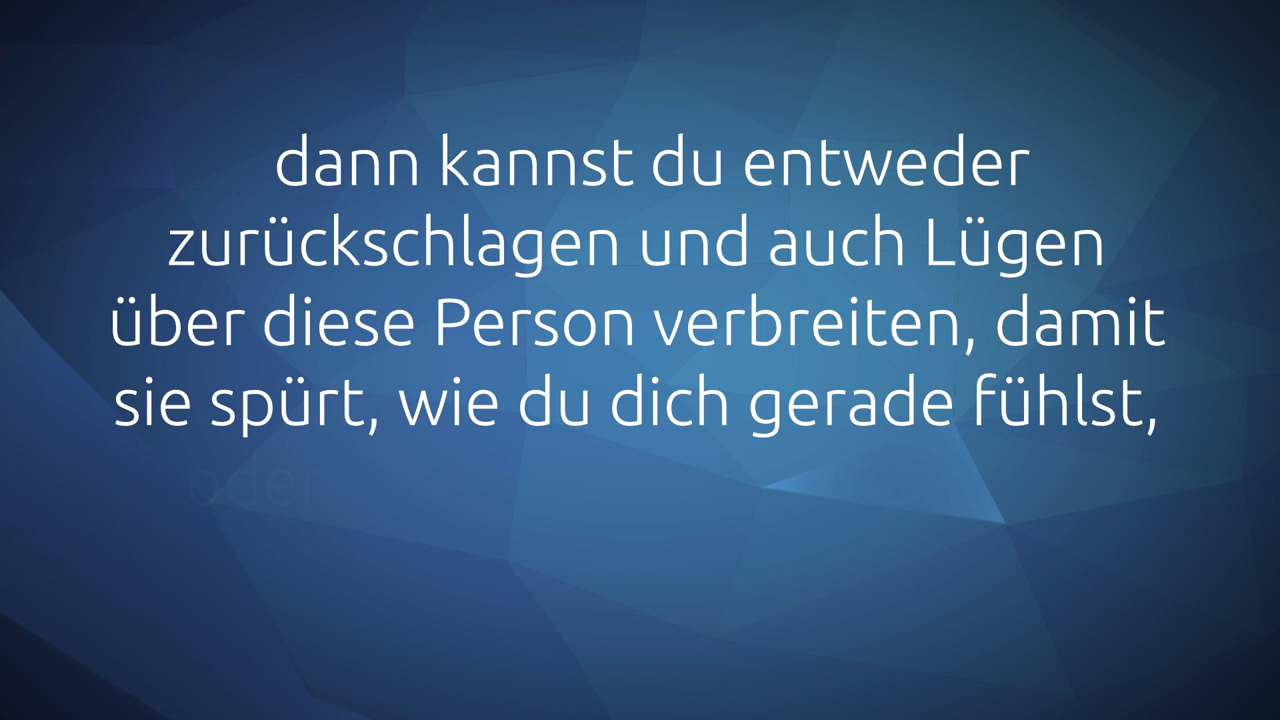 dann kannst du entweder
zurückschlagen und auch Lügen
über diese Person verbreiten, damit
sie spürt, wie du dich gerade fühlst,
oder